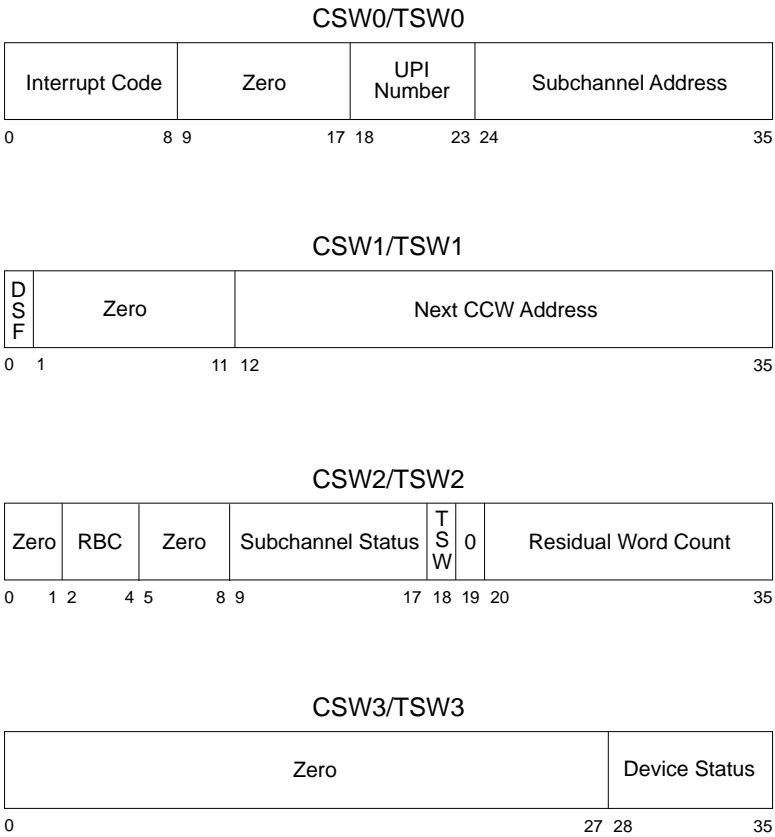 CSW0/TSW0
Interrupt Code Zero UPI Number Subchannel Address
0 8 9 17 18 23 24 35
CSW1/TSW1
DSF Zero Next CCW Address
0 1 11 12 35
CSW2/TSW2
Zero RBC Zero Subchannel Status TSW 0 Residual Word Count
0 1 2 4 5 8 9 17 18 19 20 35
CSW3/TSW3
Zero Device Status
0 27 28 35